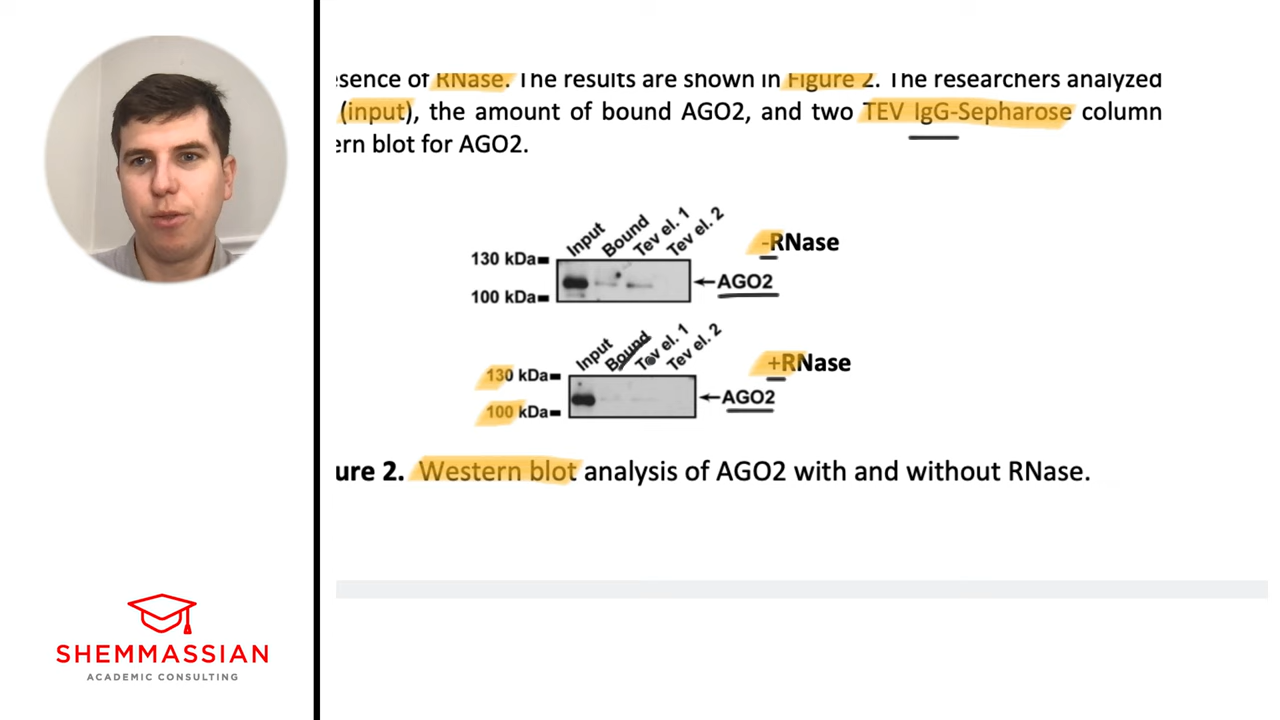 esence of RNase. The results are shown in Figure 2. The researchers analyzed
(input), the amount of bound AGO2, and two TEV IgG-Sepharose column
ern blot for AGO2.
Input Bound Tev el. 1 Tev el. 2
-RNase
130 kDa
AGO2
100 kDa
Input Bound Tev el. 1 Tev el. 2
+RNase
130 kDa
AGO2
100 kDa
ure 2. Western blot analysis of AGO2 with and without RNase.
SHEMMASSIAN
ACADEMIC CONSULTING